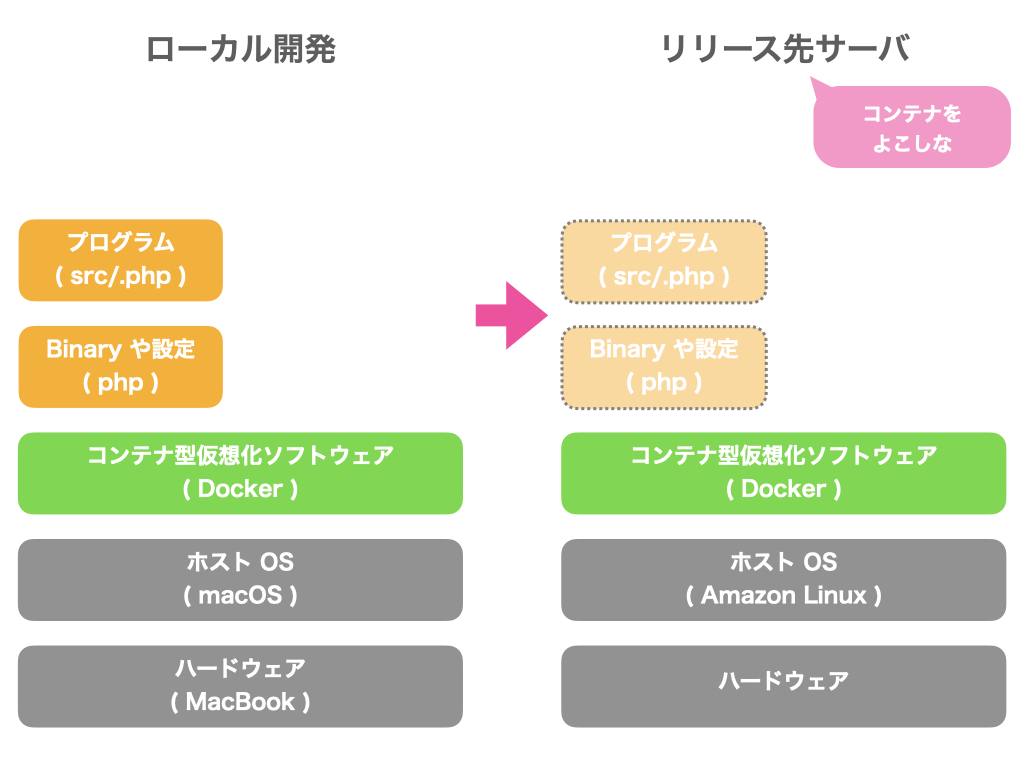 ローカル開発
リリース先サーバ
コンテナを
よこしな
プログラム
( src/.php )
Binary や設定
( php )
コンテナ型仮想化ソフトウェア
( Docker )
ホスト OS
( macOS )
ハードウェア
( MacBook )
プログラム
( src/.php )
Binary や設定
( php )
コンテナ型仮想化ソフトウェア
( Docker )
ホスト OS
( Amazon Linux )
ハードウェア